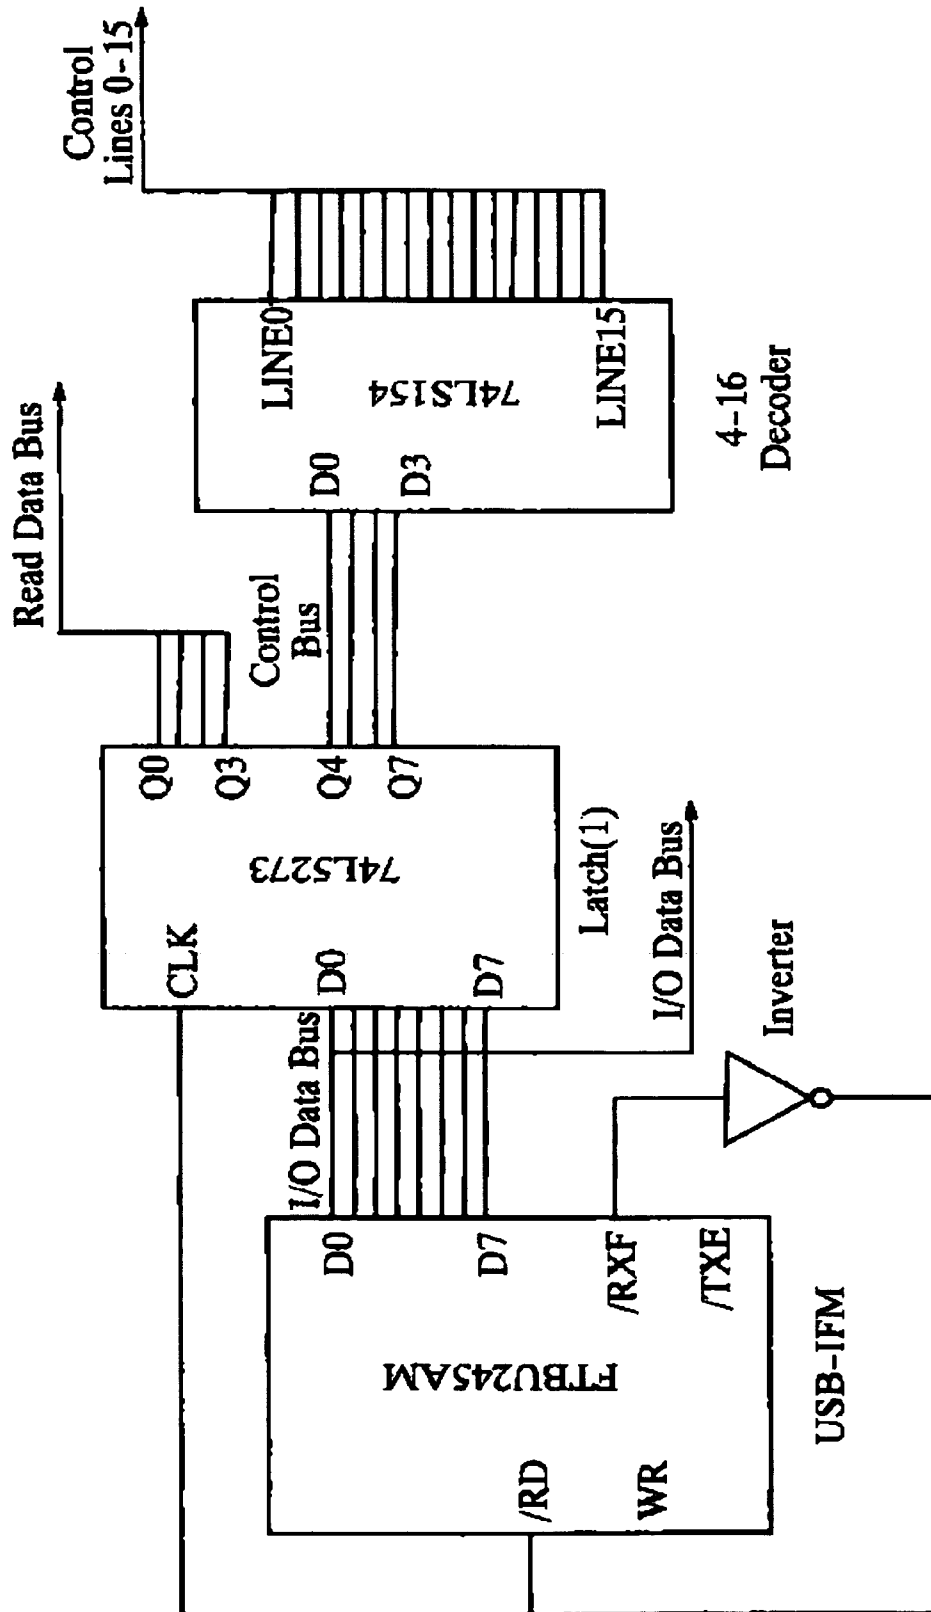 Control
Lines 0-15
Read Data Bus
LINE0
LINE15
74LS154
D0
D3
4-16
Decoder
Control
Bus
Q0
Q3
Q4
Q7
74L5273
CLK
D0
D7
Latch(1)
I/O Data Bus
I/O Data Bus
Inverter
D0
D7
/RXF
/TXE
FTBU245AM
/RD
WR
USB-IFM